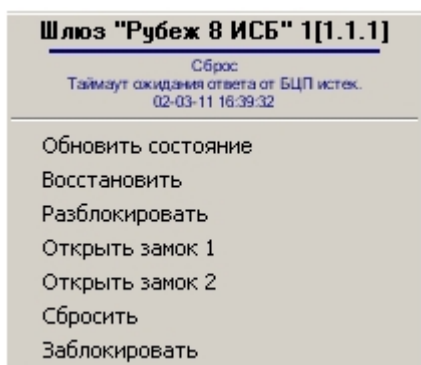 Шлюз "Рубеж 8 ИСБ" 1[1.1.1]
Сброс
Таймаут ожидания ответа от БЦП истек.
02-03-11 16:39:32
Обновить состояние
Восстановить
Разблокировать
Открыть замок 1
Открыть замок 2
Сбросить
Заблокировать